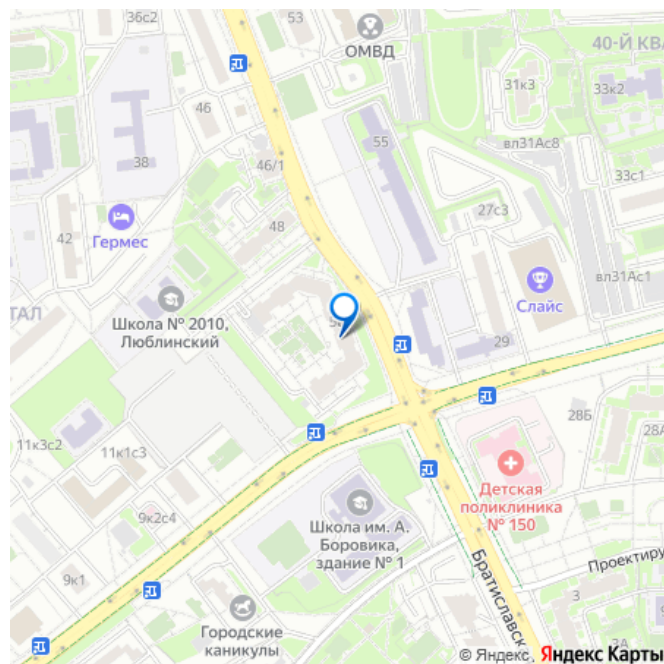 36с2
53
ОМВД
40-Й КВА
31к3
33к2
46
55
вл31Ас8
38
46/1
33с1
27с3
42
Гермес
48
вл31Ас1
Слайс
ТАЛ
Школа № 2010,
Люблинский
29
28Б
28А
11к3с2
11к1с3
Детская
поликлиника
№ 150
9к2с4
Школа им. А.
Боровика,
здание № 1
9к1
Братиславск
Проектиру
3
Городские
каникулы
3А
© Яндекс
Яндекс Карты